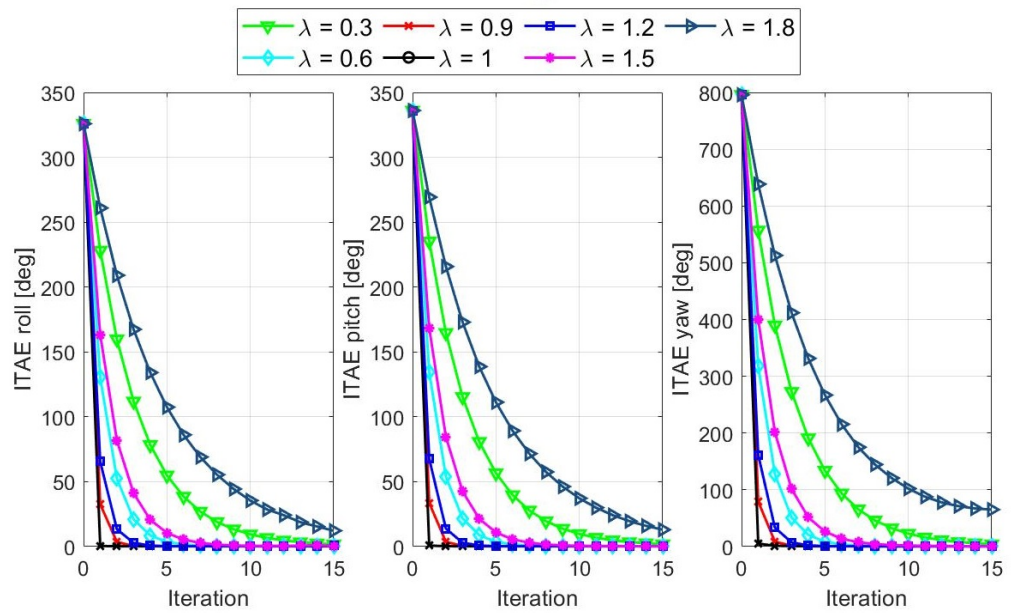 λ = 0.3 λ = 0.9 λ = 1.2 λ = 1.8
λ = 0.6 λ = 1 λ = 1.5
350
300
250
200
150
100
50
0
0 5 10 15
ITAE roll [deg]
Iteration
350
300
250
200
150
100
50
0
0 5 10 15
ITAE pitch [deg]
Iteration
800
700
600
500
400
300
200
100
0
0 5 10 15
ITAE yaw [deg]
Iteration